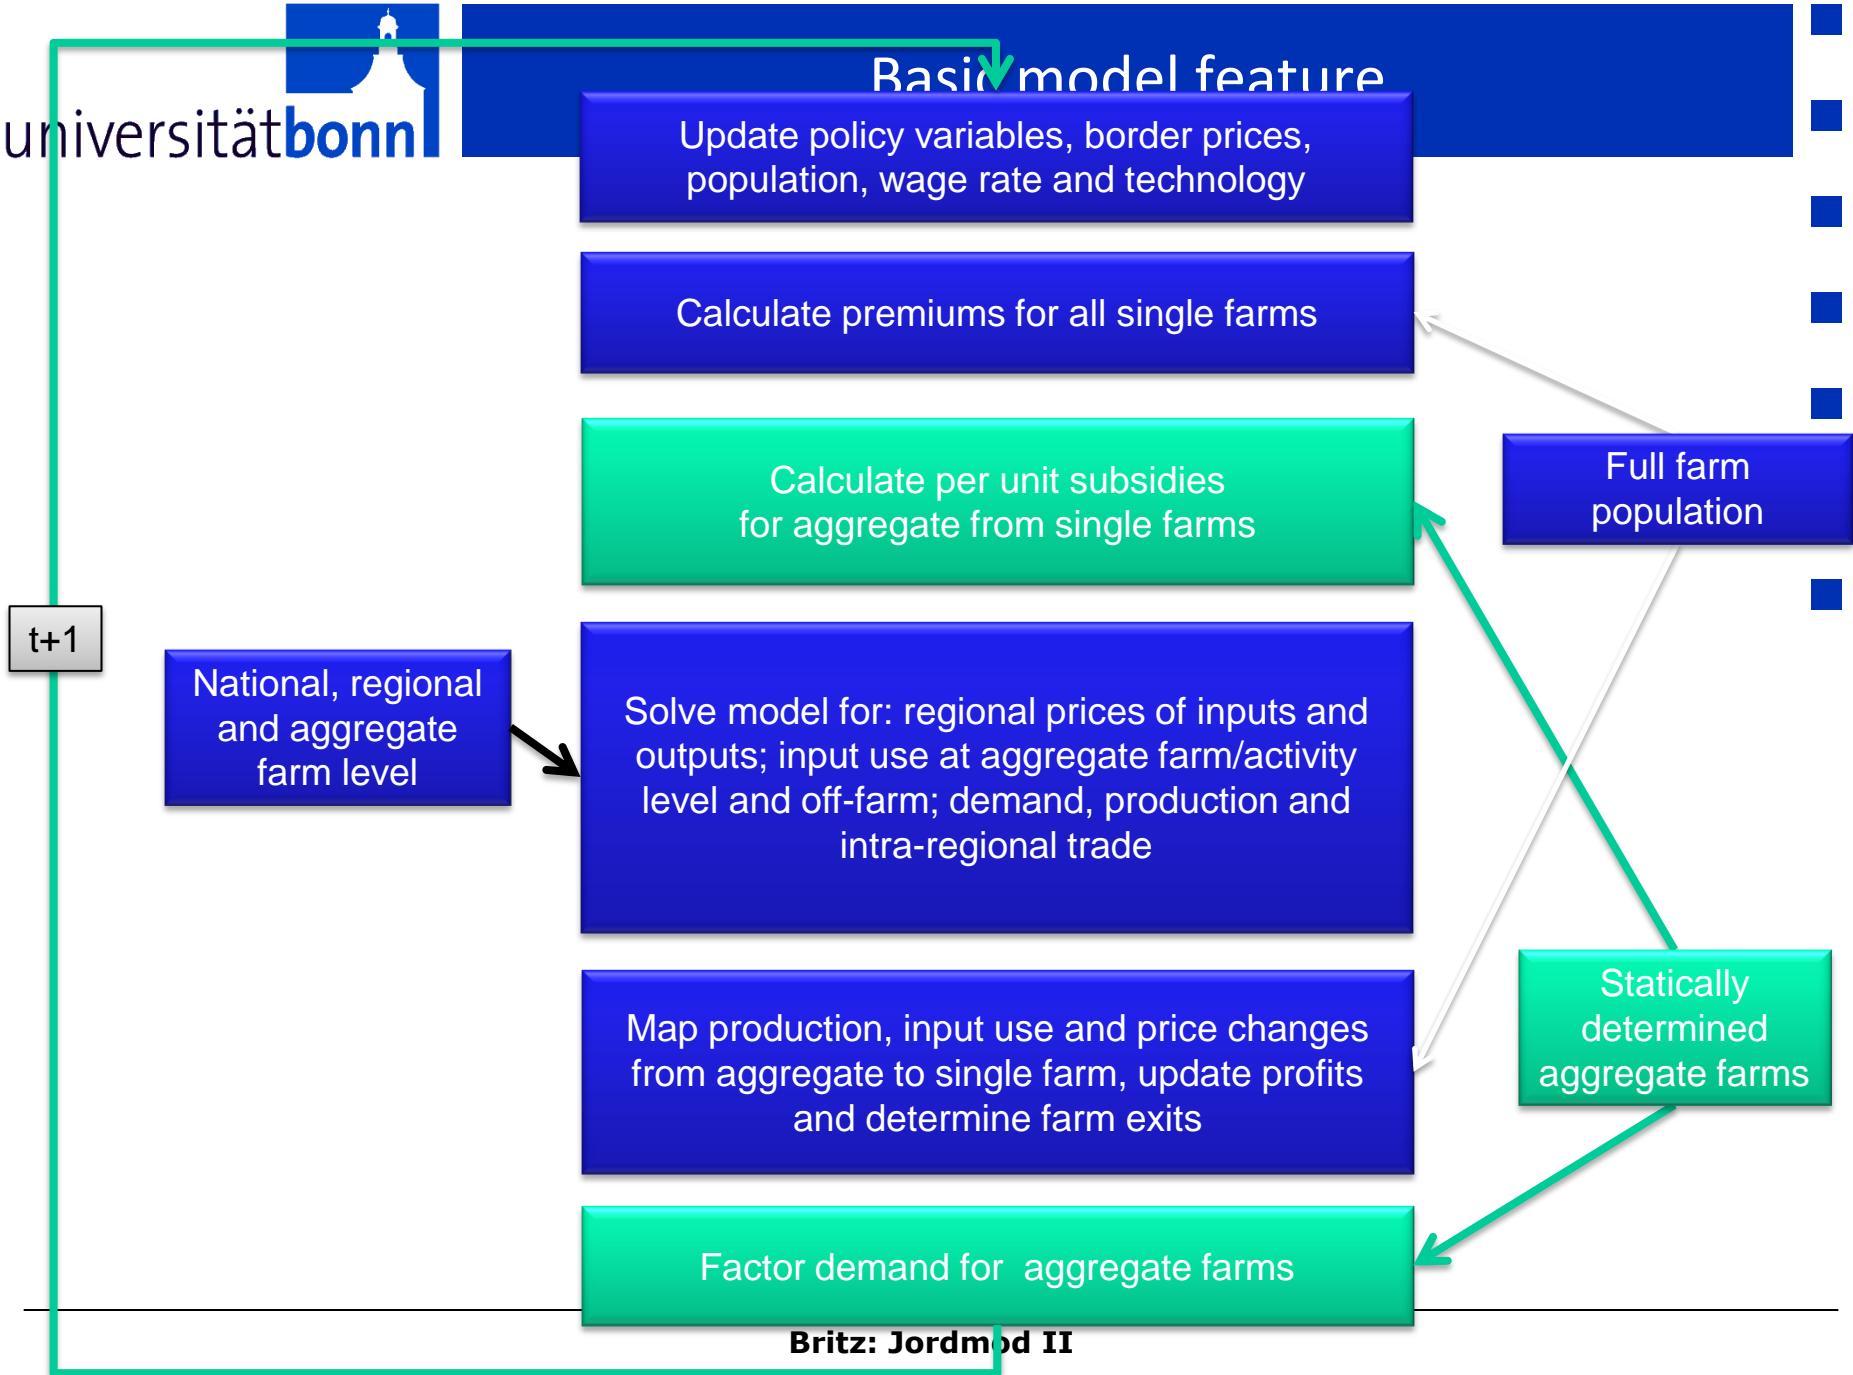 universitätbonn
Basic model feature
Update policy variables, border prices,
population, wage rate and technology
Calculate premiums for all single farms
Calculate per unit subsidies
for aggregate from single farms
Full farm
population
t+1
National, regional
and aggregate
farm level
Solve model for: regional prices of inputs and
outputs; input use at aggregate farm/activity
level and off-farm; demand, production and
intra-regional trade
Map production, input use and price changes
from aggregate to single farm, update profits
and determine farm exits
Statically
determined
aggregate farms
Factor demand for aggregate farms
Britz: Jordmod II